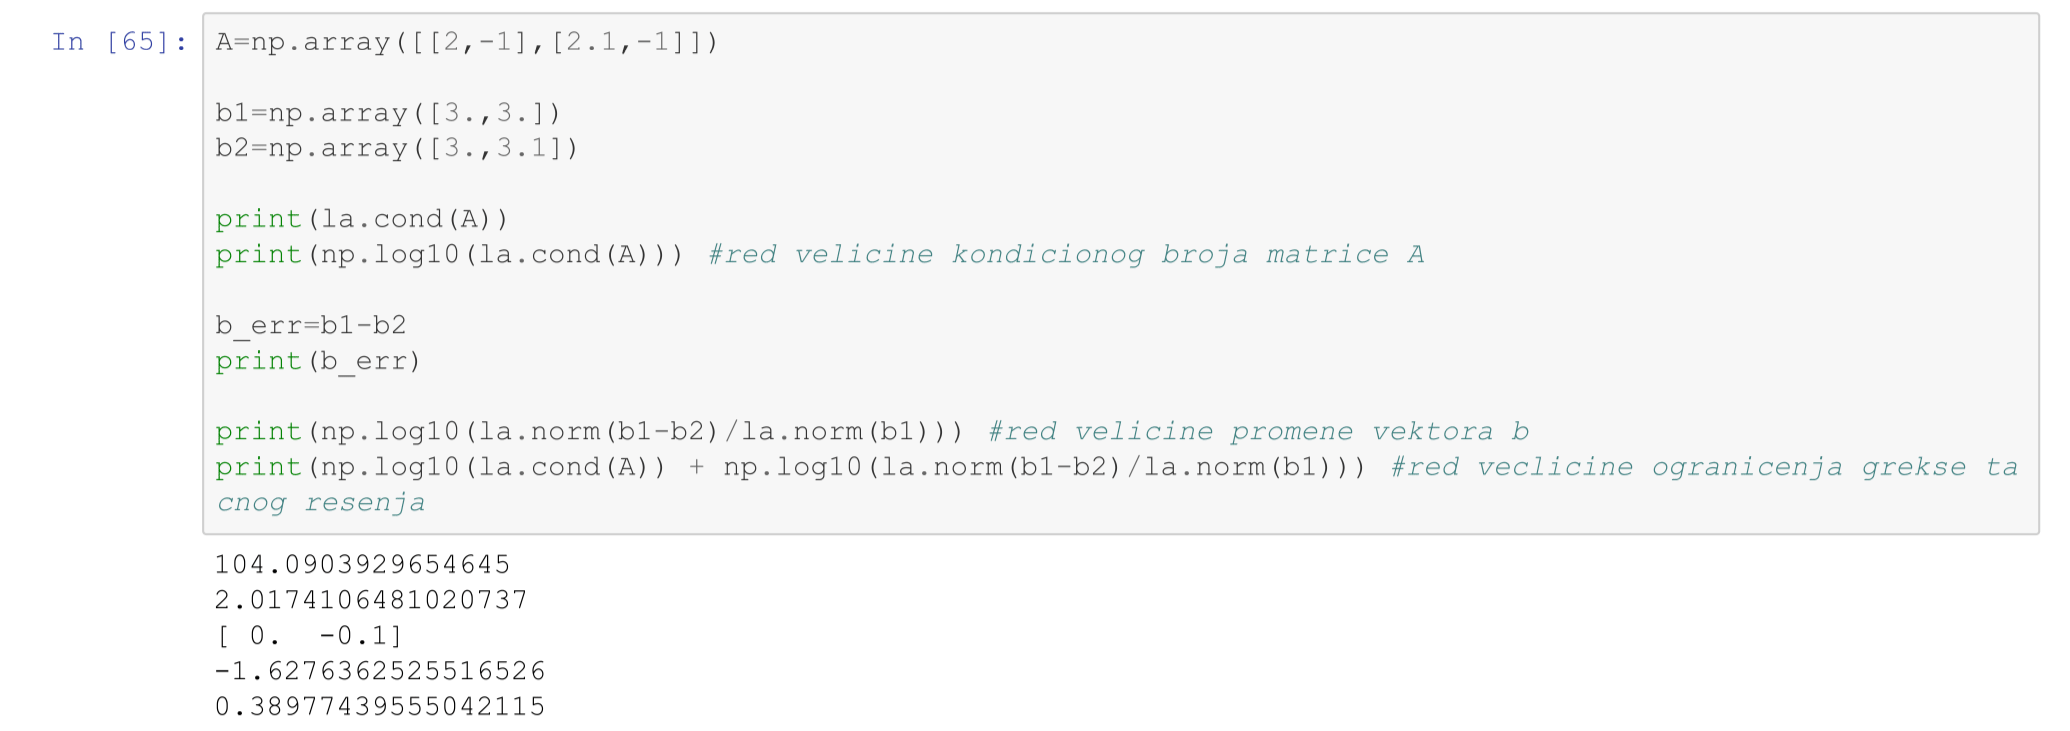 In [65]: A=np.array([[2,-1],[2.1,-1]])
b1=np.array([3.,3.])
b2=np.array([3.,3.1])
print(la.cond(A))
print(np.log10(la.cond(A))) #red velicine kondicionog broja matrice A
b_err=b1-b2
print(b_err)
print(np.log10(la.norm(b1-b2)/la.norm(b1))) #red velicine promene vektora b
print(np.log10(la.cond(A)) + np.log10(la.norm(b1-b2)/la.norm(b1))) #red veclicine ogranicenja grekse ta
cnog resenja
104.0903929654645
2.0174106481020737
[ 0.  -0.1]
-1.6276362525516526
0.38977439555042115